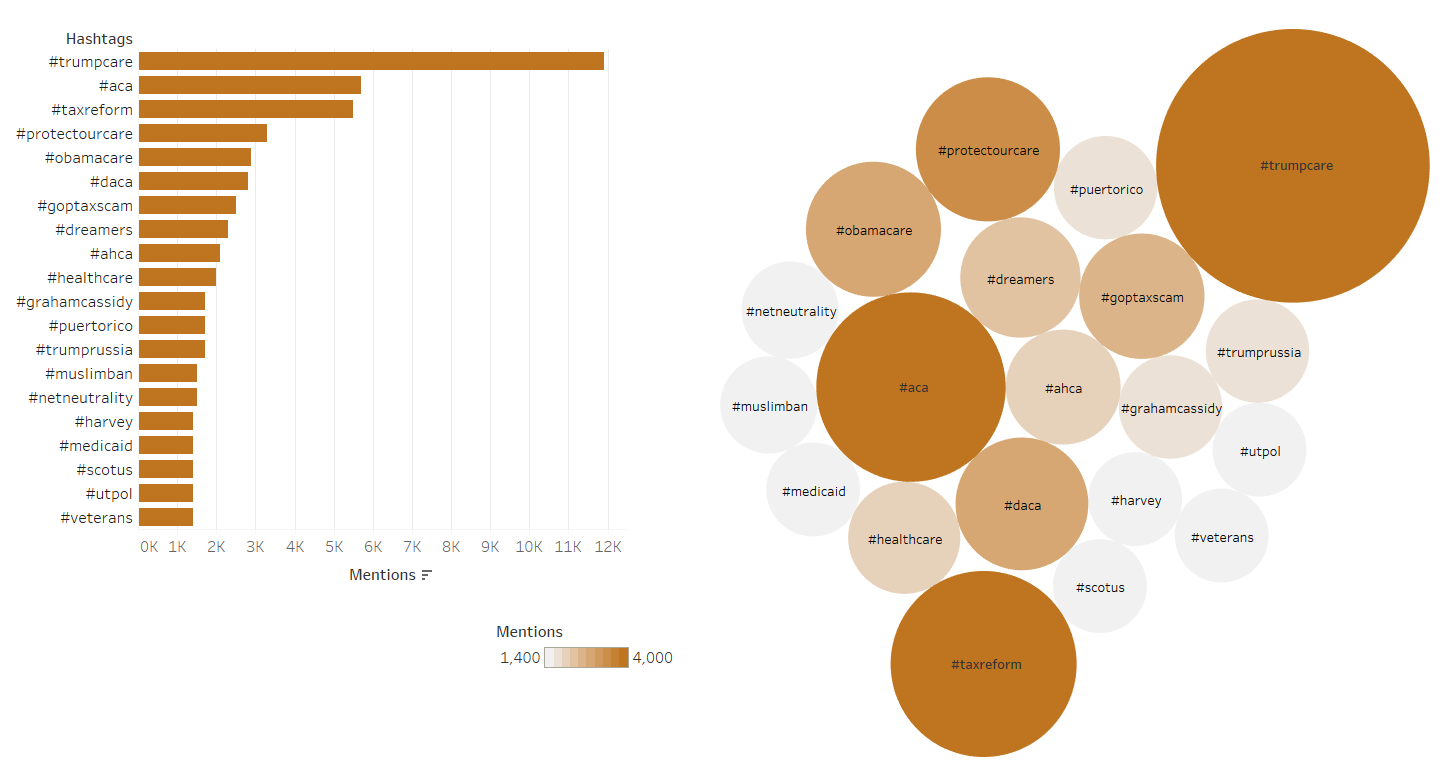 Hashtags
#trumpcare
#aca
#taxreform
#protectourcare
#obamacare
#daca
#goptaxscam
#dreamers
#ahca
#healthcare
#grahamcassidy
#puertorico
#trumprussia
#muslimban
#netneutrality
#harvey
#medicaid
#scotus
#utpol
#veterans
0K 1K 2K 3K 4K 5K 6K 7K 8K 9K 10K 11K 12K
Mentions
Mentions
1,400 4,000
#protectourcare
#trumpcare
#puertorico
#obamacare
#dreamers
#goptaxscam
#netneutrality
#trumprussia
#aca
#ahca
#muslimban
#grahamcassidy
#utpol
#medicaid
#daca
#harvey
#healthcare
#veterans
#scotus
#taxreform